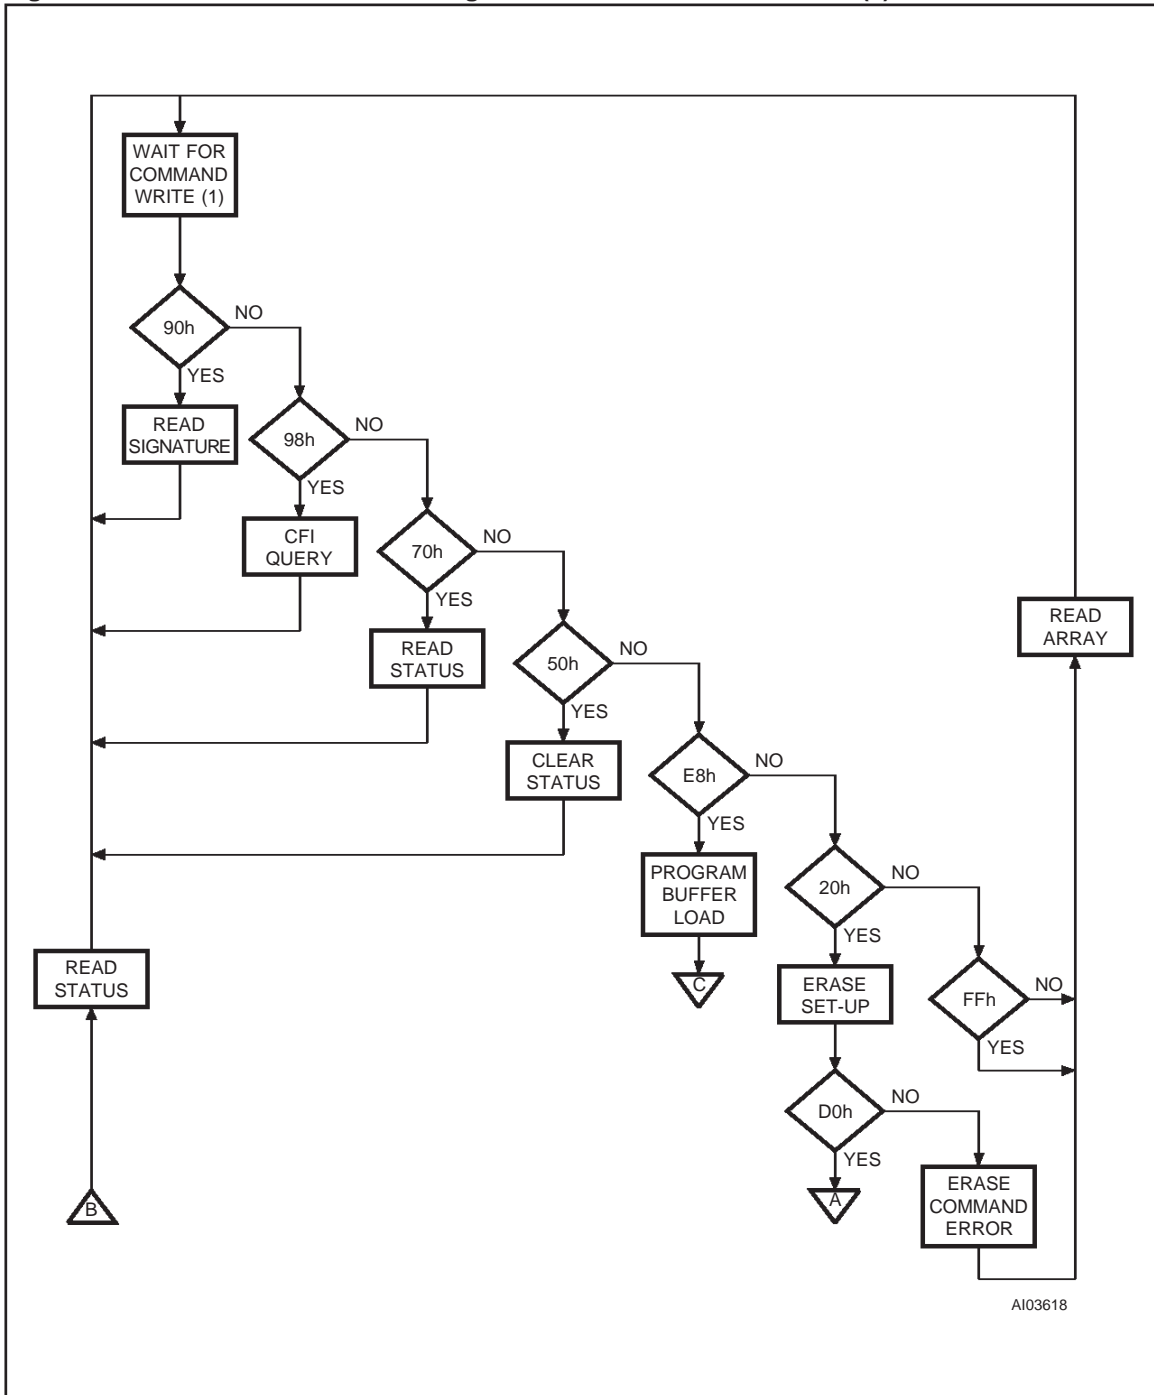 WAIT FOR
COMMAND
WRITE (1)
90h
NO
YES
READ
SIGNATURE
98h
NO
YES
CFI
QUERY
70h
NO
YES
READ
STATUS
50h
NO
YES
CLEAR
STATUS
E8h
NO
YES
PROGRAM
BUFFER
LOAD
C
20h
NO
YES
ERASE
SET-UP
FFh
NO
YES
READ
ARRAY
D0h
NO
YES
A
ERASE
COMMAND
ERROR
READ
STATUS
B
AI03618